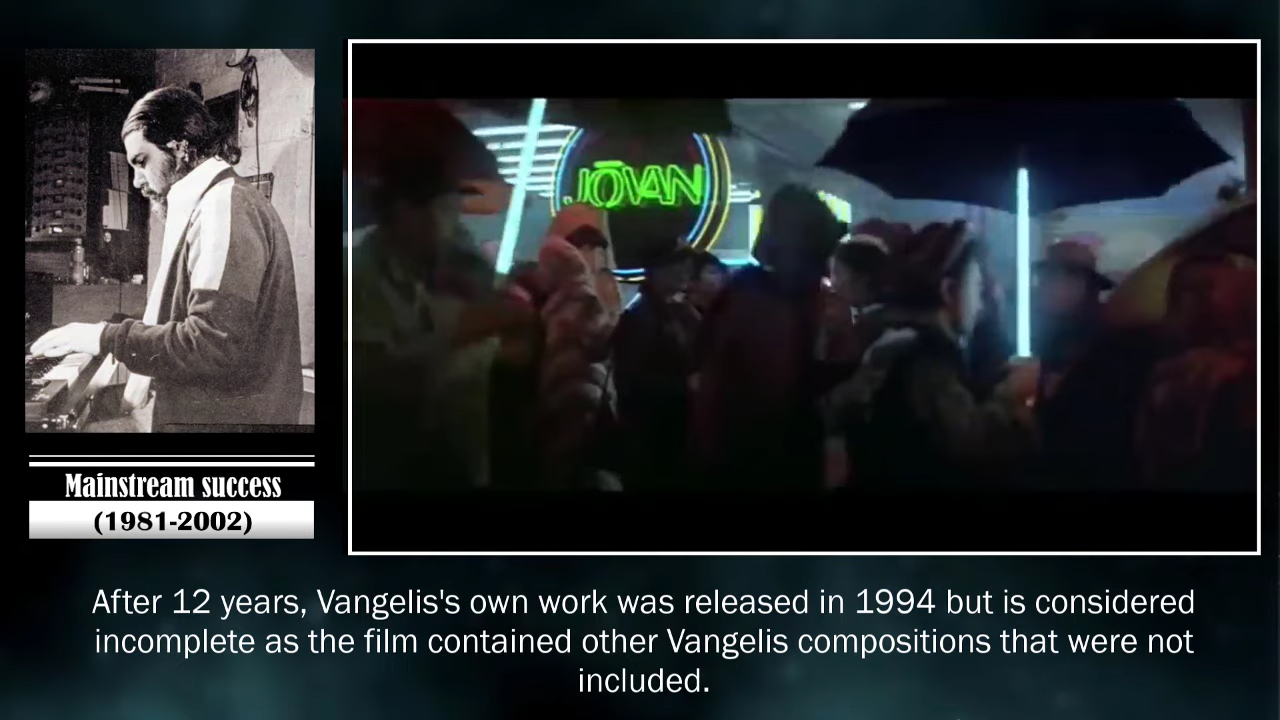 JŌVAN
Mainstream success
(1981-2002)
After 12 years, Vangelis's own work was released in 1994 but is considered
incomplete as the film contained other Vangelis compositions that were not
included.